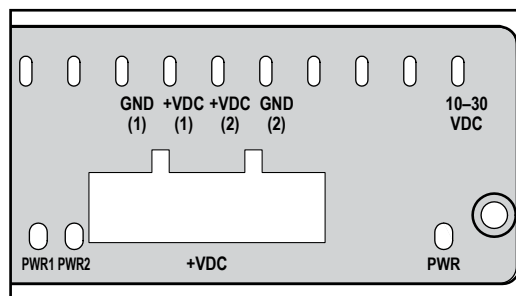 GND +VDC +VDC GND 10–30
(1) (1) (2) (2) VDC
PWR1 PWR2 +VDC PWR